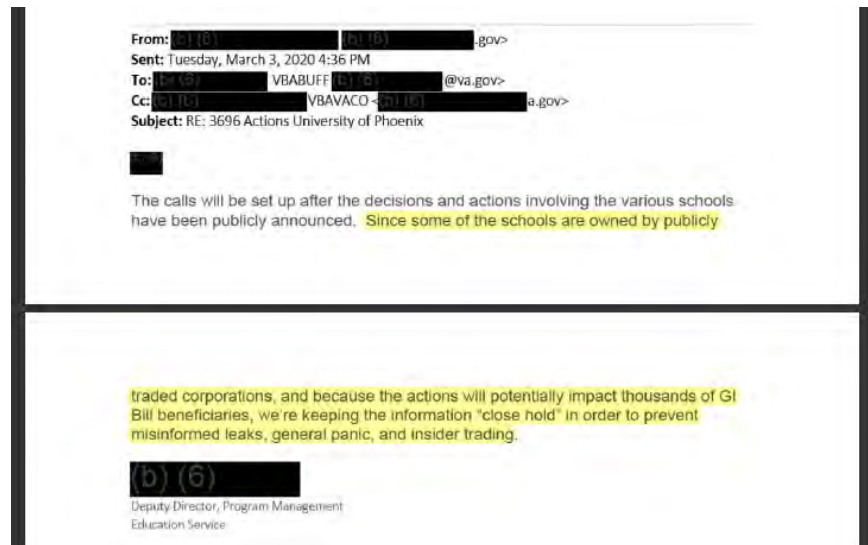 From: (b) (6) (b) (6) .gov>
Sent: Tuesday, March 3, 2020 4:36 PM
To: (b) (6) VBABUFF (b) (6) @va.gov>
Cc: (b) (6) VBAVACO <(b) (6) a.gov>
Subject: RE: 3696 Actions University of Phoenix
The calls will be set up after the decisions and actions involving the various schools
have been publicly announced. Since some of the schools are owned by publicly
traded corporations, and because the actions will potentially impact thousands of GI
Bill beneficiaries, we're keeping the information "close hold" in order to prevent
misinformed leaks, general panic, and insider trading.
(b) (6)
Deputy Director, Program Management
Education Service